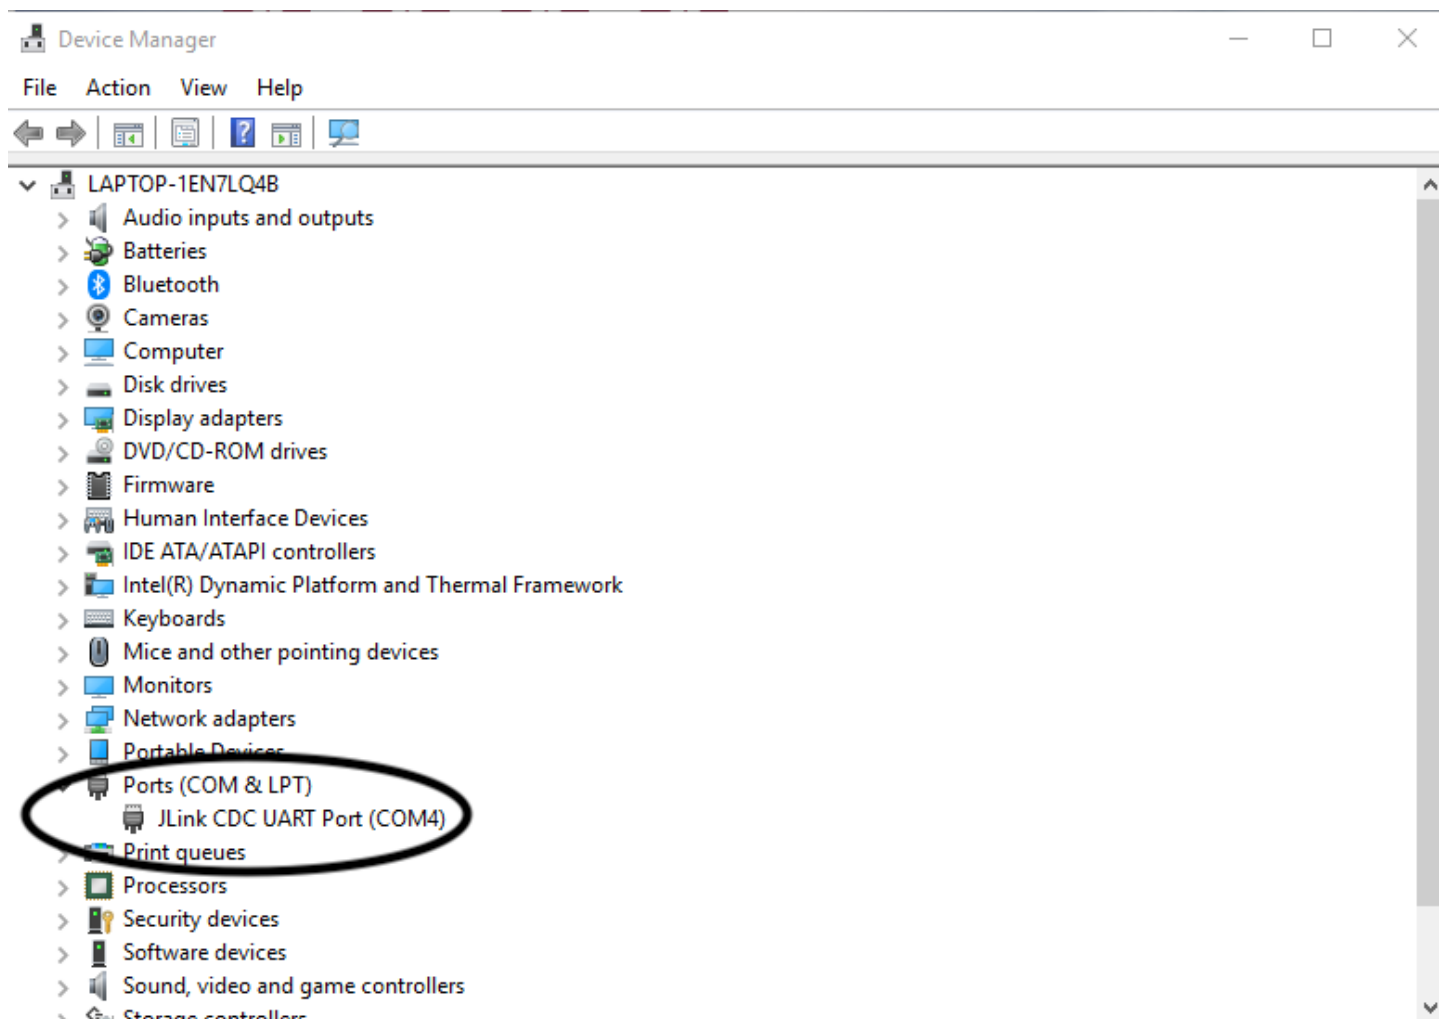 Device Manager
File Action View Help
LAPTOP-1EN7LQ4B
Audio inputs and outputs
Batteries
Bluetooth
Cameras
Computer
Disk drives
Display adapters
DVD/CD-ROM drives
Firmware
Human Interface Devices
IDE ATA/ATAPI controllers
Intel(R) Dynamic Platform and Thermal Framework
Keyboards
Mice and other pointing devices
Monitors
Network adapters
Portable Devices
Ports (COM & LPT)
JLink CDC UART Port (COM4)
Print queues
Processors
Security devices
Software devices
Sound, video and game controllers
Storage controllers